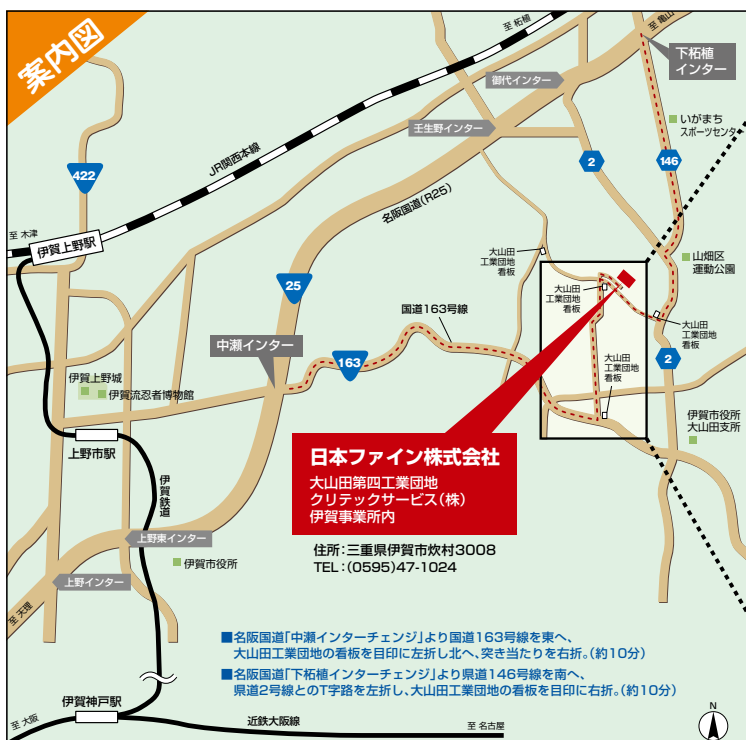 案内図
至 柘植
至 亀山
下柘植
インター
御代インター
壬生野インター
いがまち
スポーツセンター
422
JR関西本線
2
146
名阪国道(R25)
至 木津
伊賀上野駅
大山田
工業団地
看板
山畑区
運動公園
25
大山田
工業団地
看板
国道163号線
大山田
工業団地
看板
中瀬インター
163
2
大山田
工業団地
看板
伊賀上野城
伊賀流忍者博物館
伊賀市役所
大山田支所
上野市駅
日本ファイン株式会社
大山田第四工業団地
クリテックサービス(株)
伊賀事業所内
伊賀鉄道
上野東インター
住所:三重県伊賀市炊村3008
TEL:(0595)47-1024
伊賀市役所
上野インター
至 天理
■名阪国道「中瀬インターチェンジ」より国道163号線を東へ、
大山田工業団地の看板を目印に左折し北へ、突き当たりを右折。(約10分)
■名阪国道「下柘植インターチェンジ」より県道146号線を南へ、
県道2号線とのT字路を左折し、大山田工業団地の看板を目印に右折。(約10分)
伊賀神戸駅
至 大阪
近鉄大阪線
至 名古屋
N